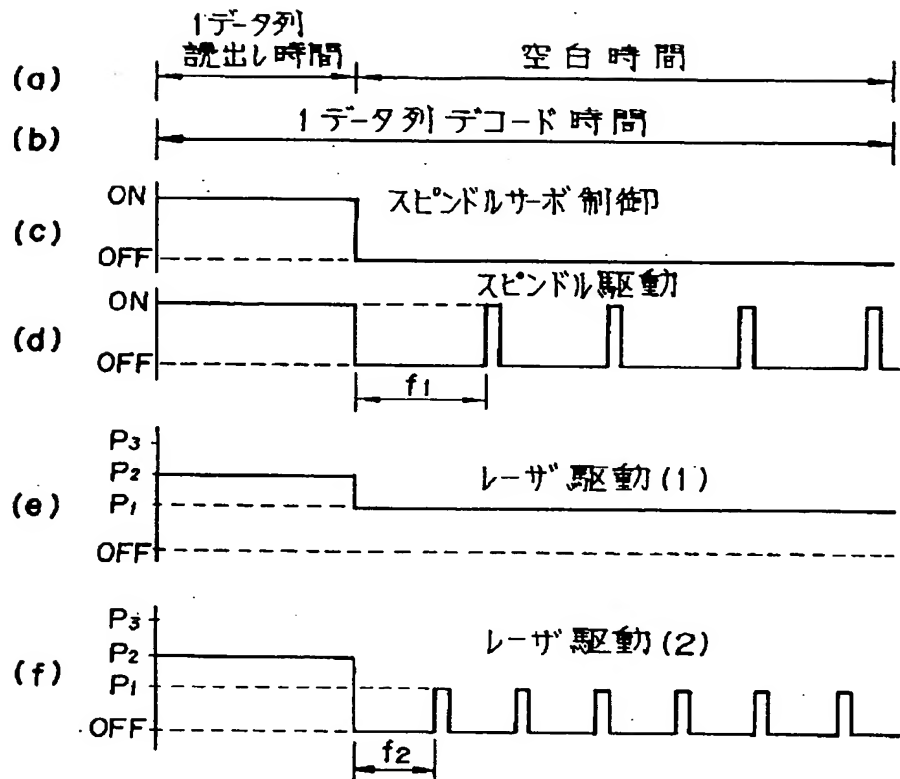 1データ列
読出し時間
空白時間
(a)
1データ列デコード時間
(b)
ON
スピンドルサーボ制御
(c)
OFF
スピンドル駆動
ON
(d)
OFF
f1
P3
P2
レーザ駆動(1)
(e)
P1
OFF
P3
P2
レーザ駆動(2)
(f)
P1
OFF
f2